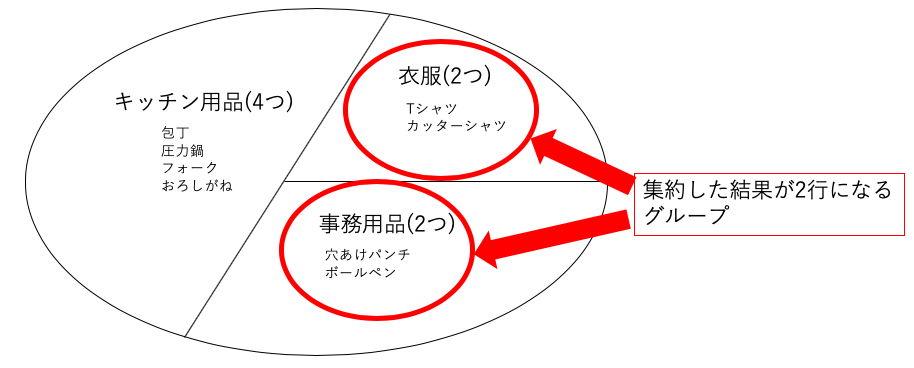 キッチン用品(4つ)
包丁
圧力鍋
フォーク
おろしがね
衣服(2つ)
Tシャツ
カッターシャツ
事務用品(2つ)
穴あけパンチ
ボールペン
集約した結果が2行になる
グループ